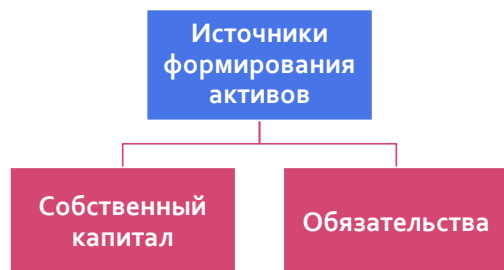 Источники
формирования
активов
Собственный
капитал
Обязательства